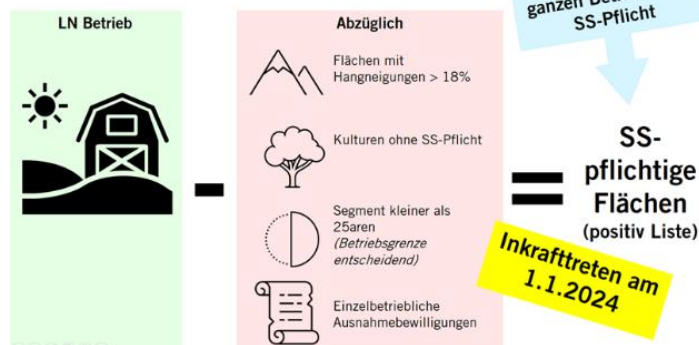 LN Betrieb
Abzüglich
Flächen mit
Hangneigungen > 18%
Kulturen ohne SS-Pflicht
Segment kleiner als
25aren
(Betriebsgrenze
entscheidend)
Einzelbetriebliche
Ausnahmebewilligungen
ganzen
SS-Pflicht
SS-
pflichtige
Flächen
(positiv Liste)
Inkrafttreten am
1.1.2024